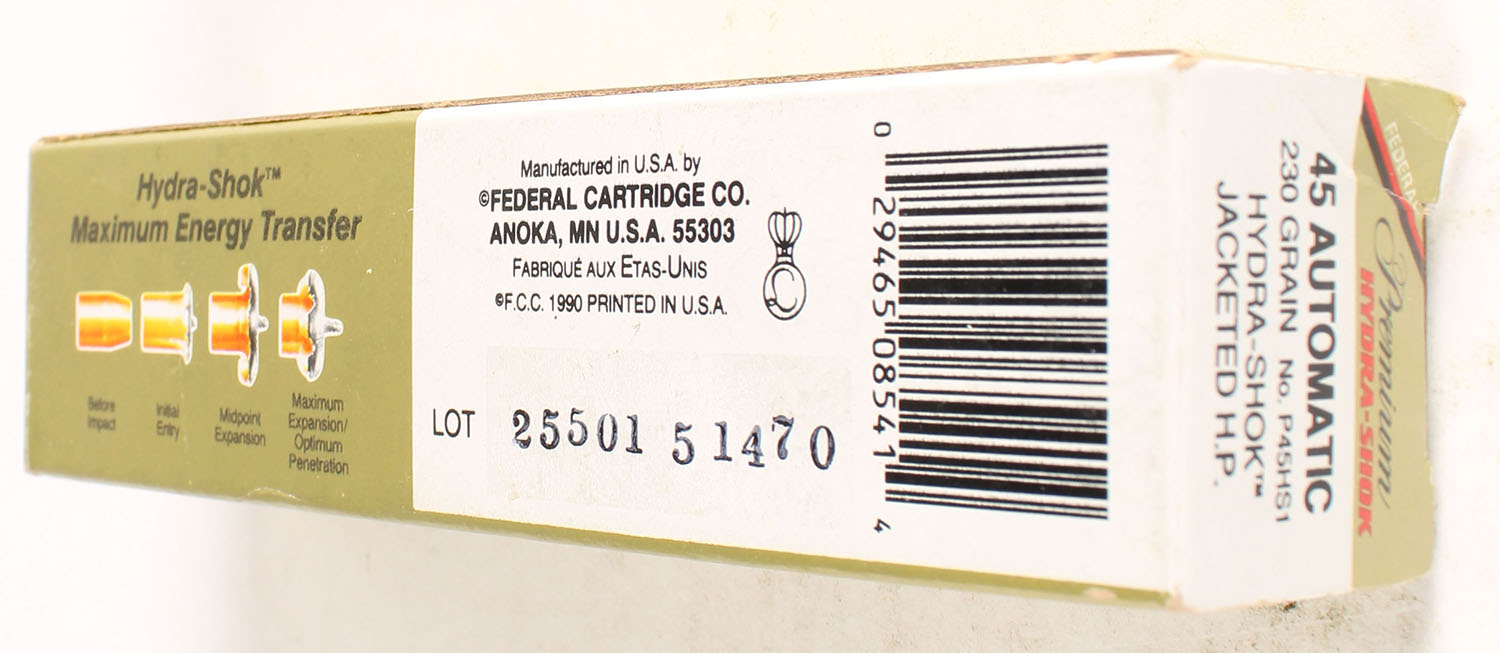 Hydra-Shok™
Maximum Energy Transfer
Before
Impact
Initial
Entry
Midpoint
Expansion
Maximum
Expansion/
Optimum
Penetration
Manufactured in U.S.A. by
©FEDERAL CARTRIDGE CO.
ANOKA, MN U.S.A. 55303
FABRIQUÉ AUX ETAS-UNIS
©F.C.C. 1990 PRINTED IN U.S.A.
LOT 25501 51470
0 29465 08541 4
45 AUTOMATIC
230 GRAIN No. P45HS1
HYDRA-SHOK™
JACKETED H.P.
FEDERAL
Premium
HYDRA-SHOK